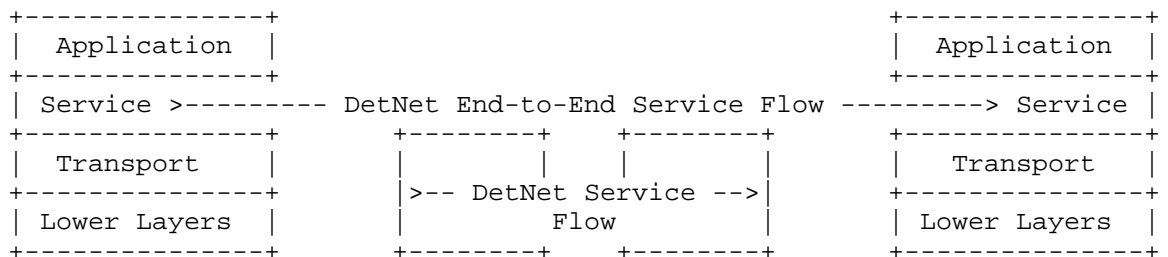 +---------------+                                      +---------------+
|  Application  |                                      |  Application  |
+---------------+                                      +---------------+
| Service >--------- DetNet End-to-End Service Flow ---------> Service |
+---------------+       +--------+    +--------+       +---------------+
|   Transport   |       |        |    |        |       |   Transport   |
+---------------+       |>-- DetNet Service -->|       +---------------+
| Lower Layers  |       |         Flow         |       | Lower Layers  |
+---------------+       +--------+    +--------+       +---------------+